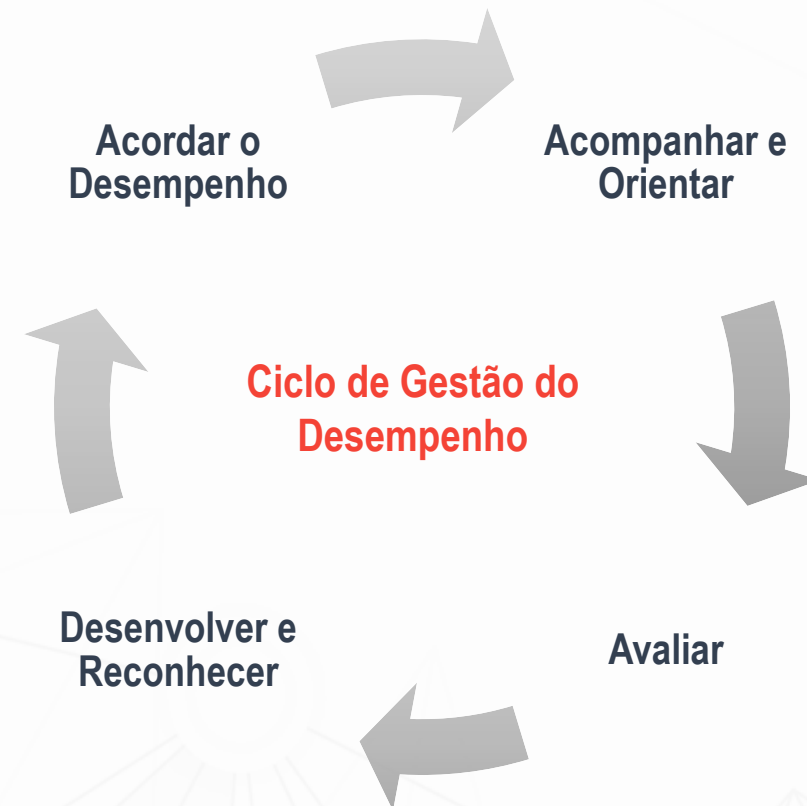 Acordar o
Desempenho
Acompanhar e
Orientar
Ciclo de Gestão do
Desempenho
Desenvolver e
Reconhecer
Avaliar